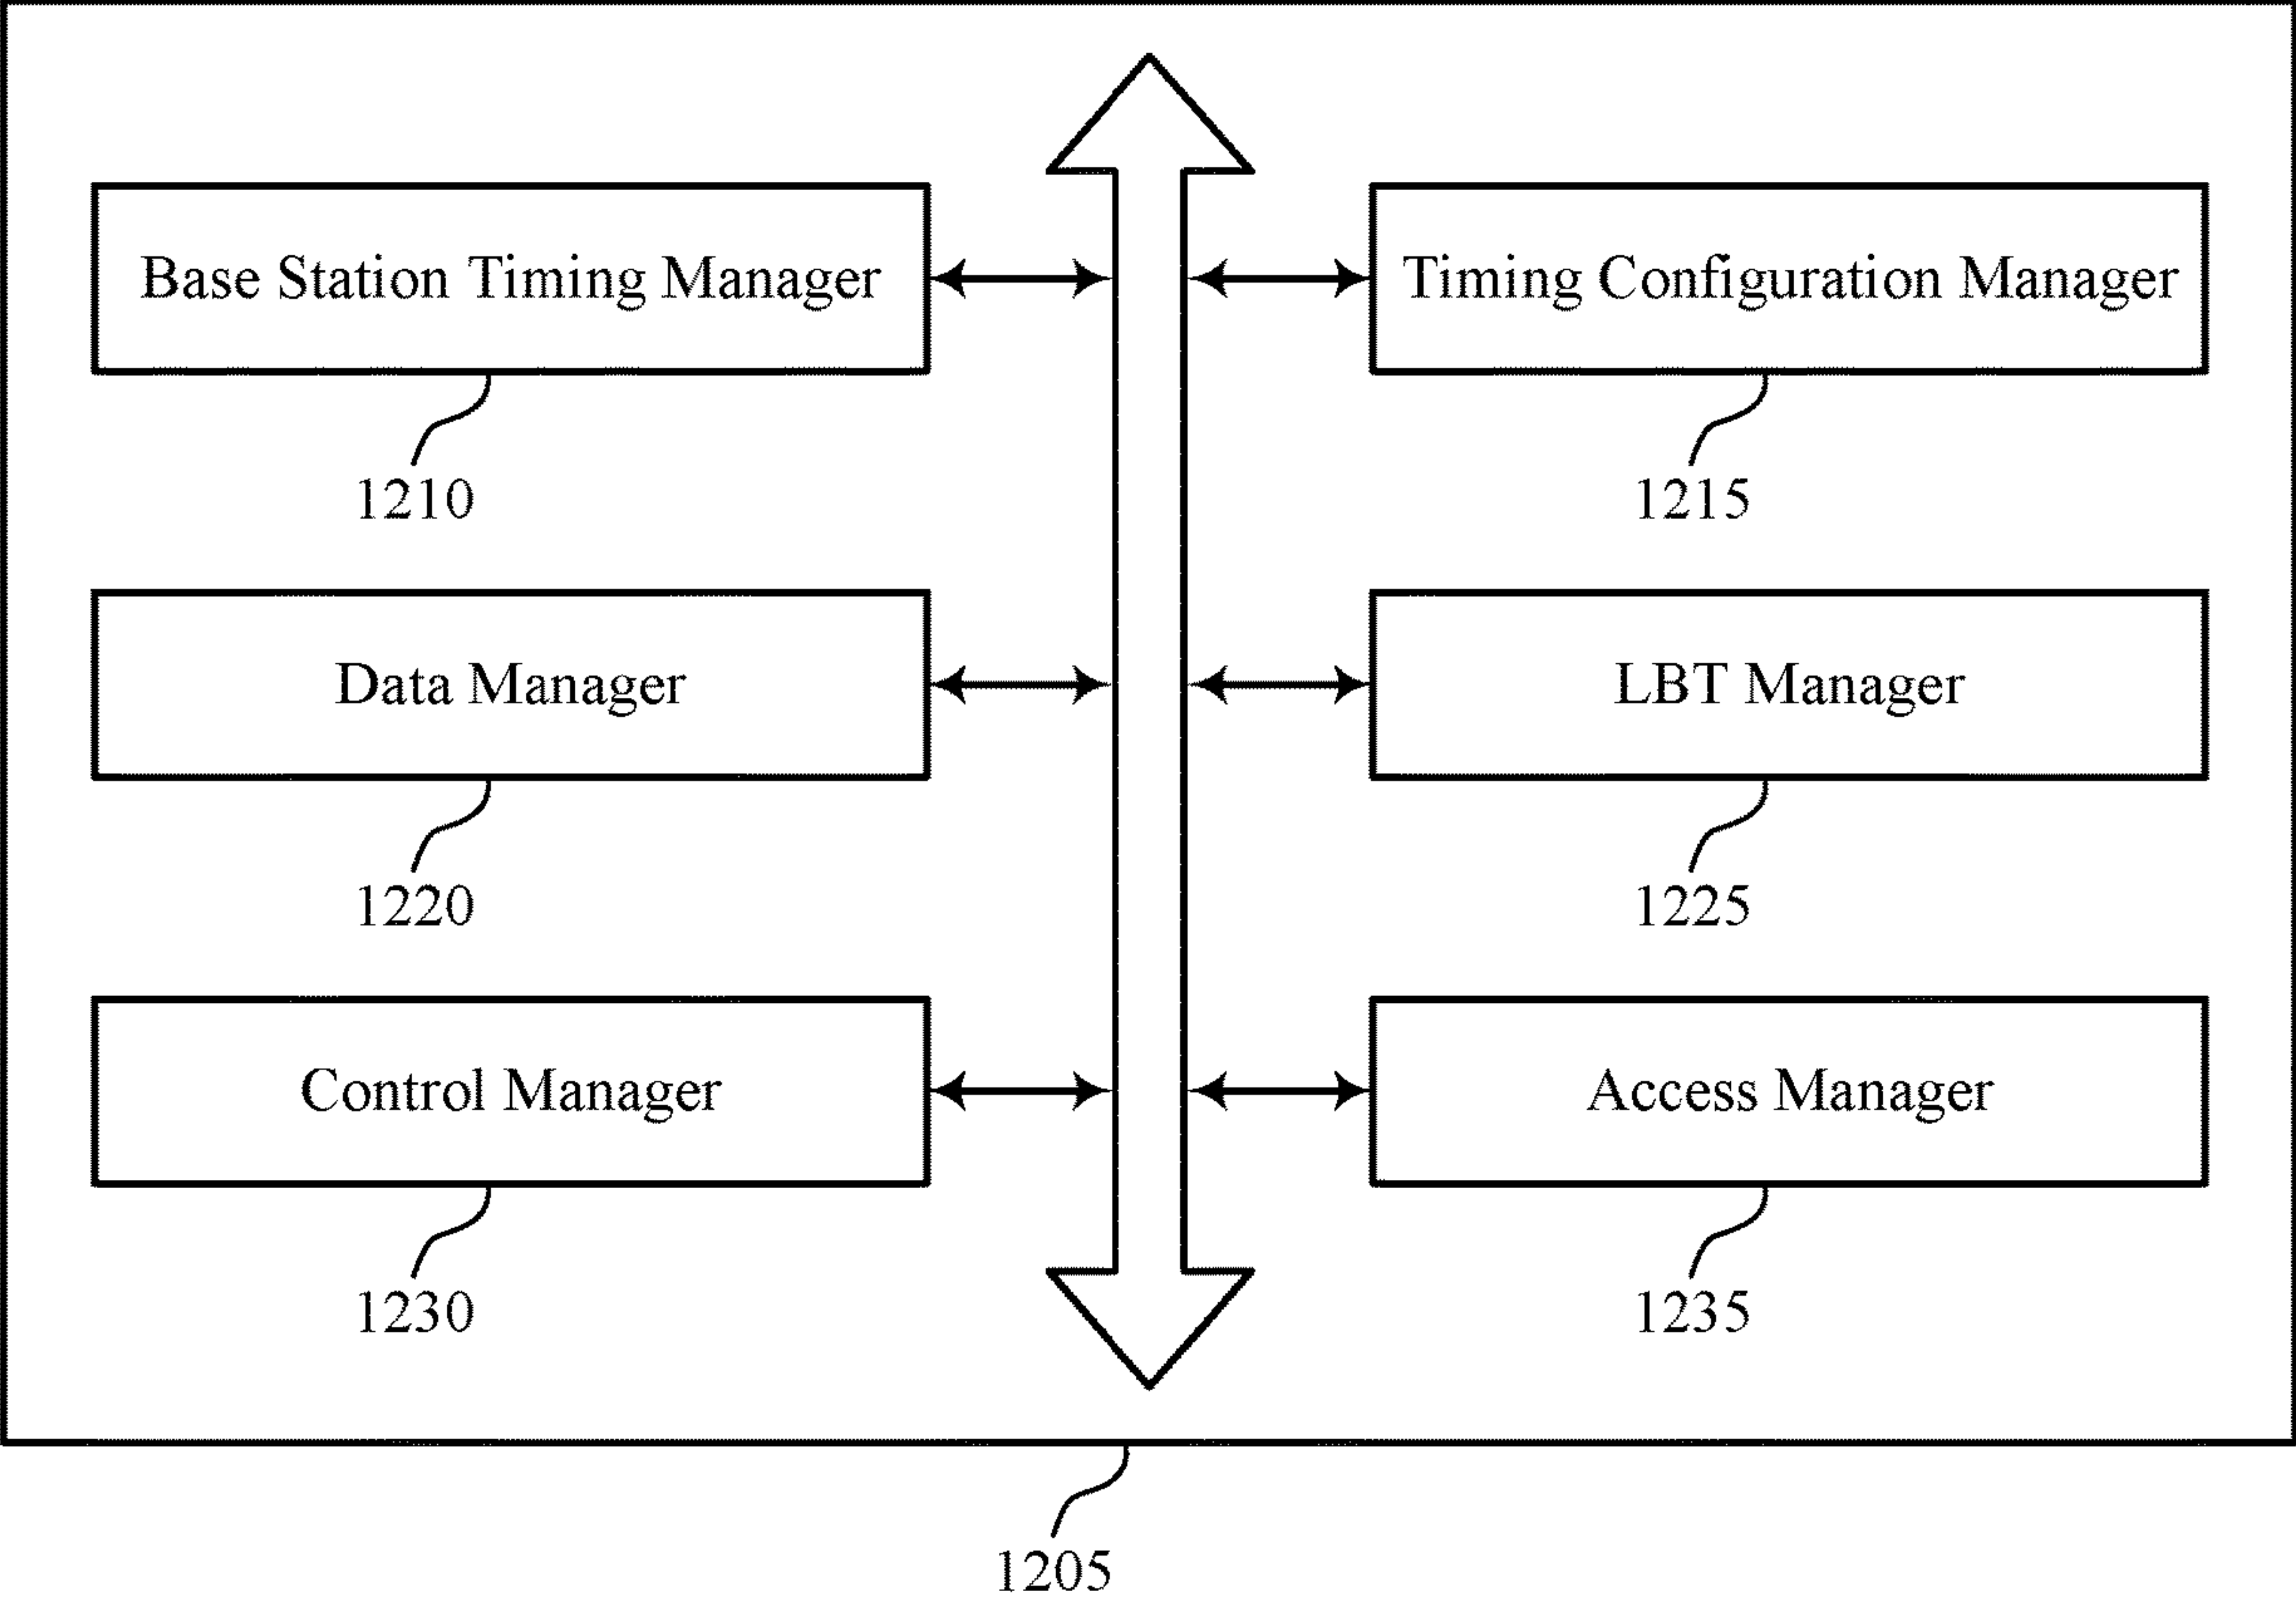 Base Station Timing Manager
Timing Configuration Manager
1210
1215
Data Manager
LBT Manager
1220
1225
Control Manager
Access Manager
1230
1235
1205